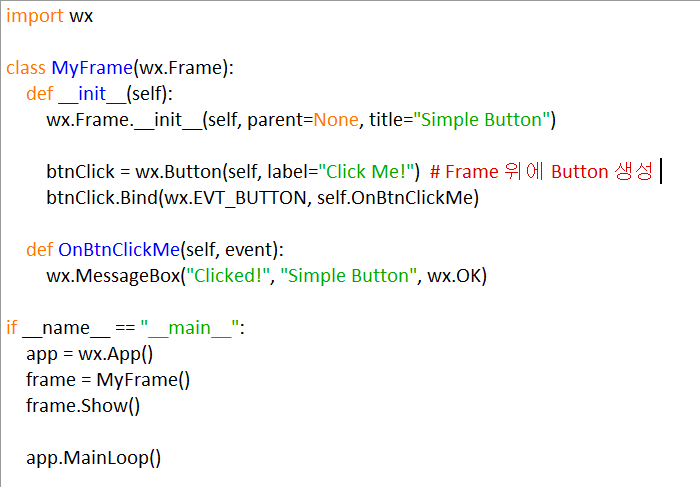 import wx
class MyFrame(wx.Frame):
def __init__(self):
wx.Frame.__init__(self, parent=None, title="Simple Button")
btnClick = wx.Button(self, label="Click Me!")  # Frame 위에 Button 생성
btnClick.Bind(wx.EVT_BUTTON, self.OnBtnClickMe)
def OnBtnClickMe(self, event):
wx.MessageBox("Clicked!", "Simple Button", wx.OK)
if __name__ == "__main__":
app = wx.App()
frame = MyFrame()
frame.Show()
app.MainLoop()